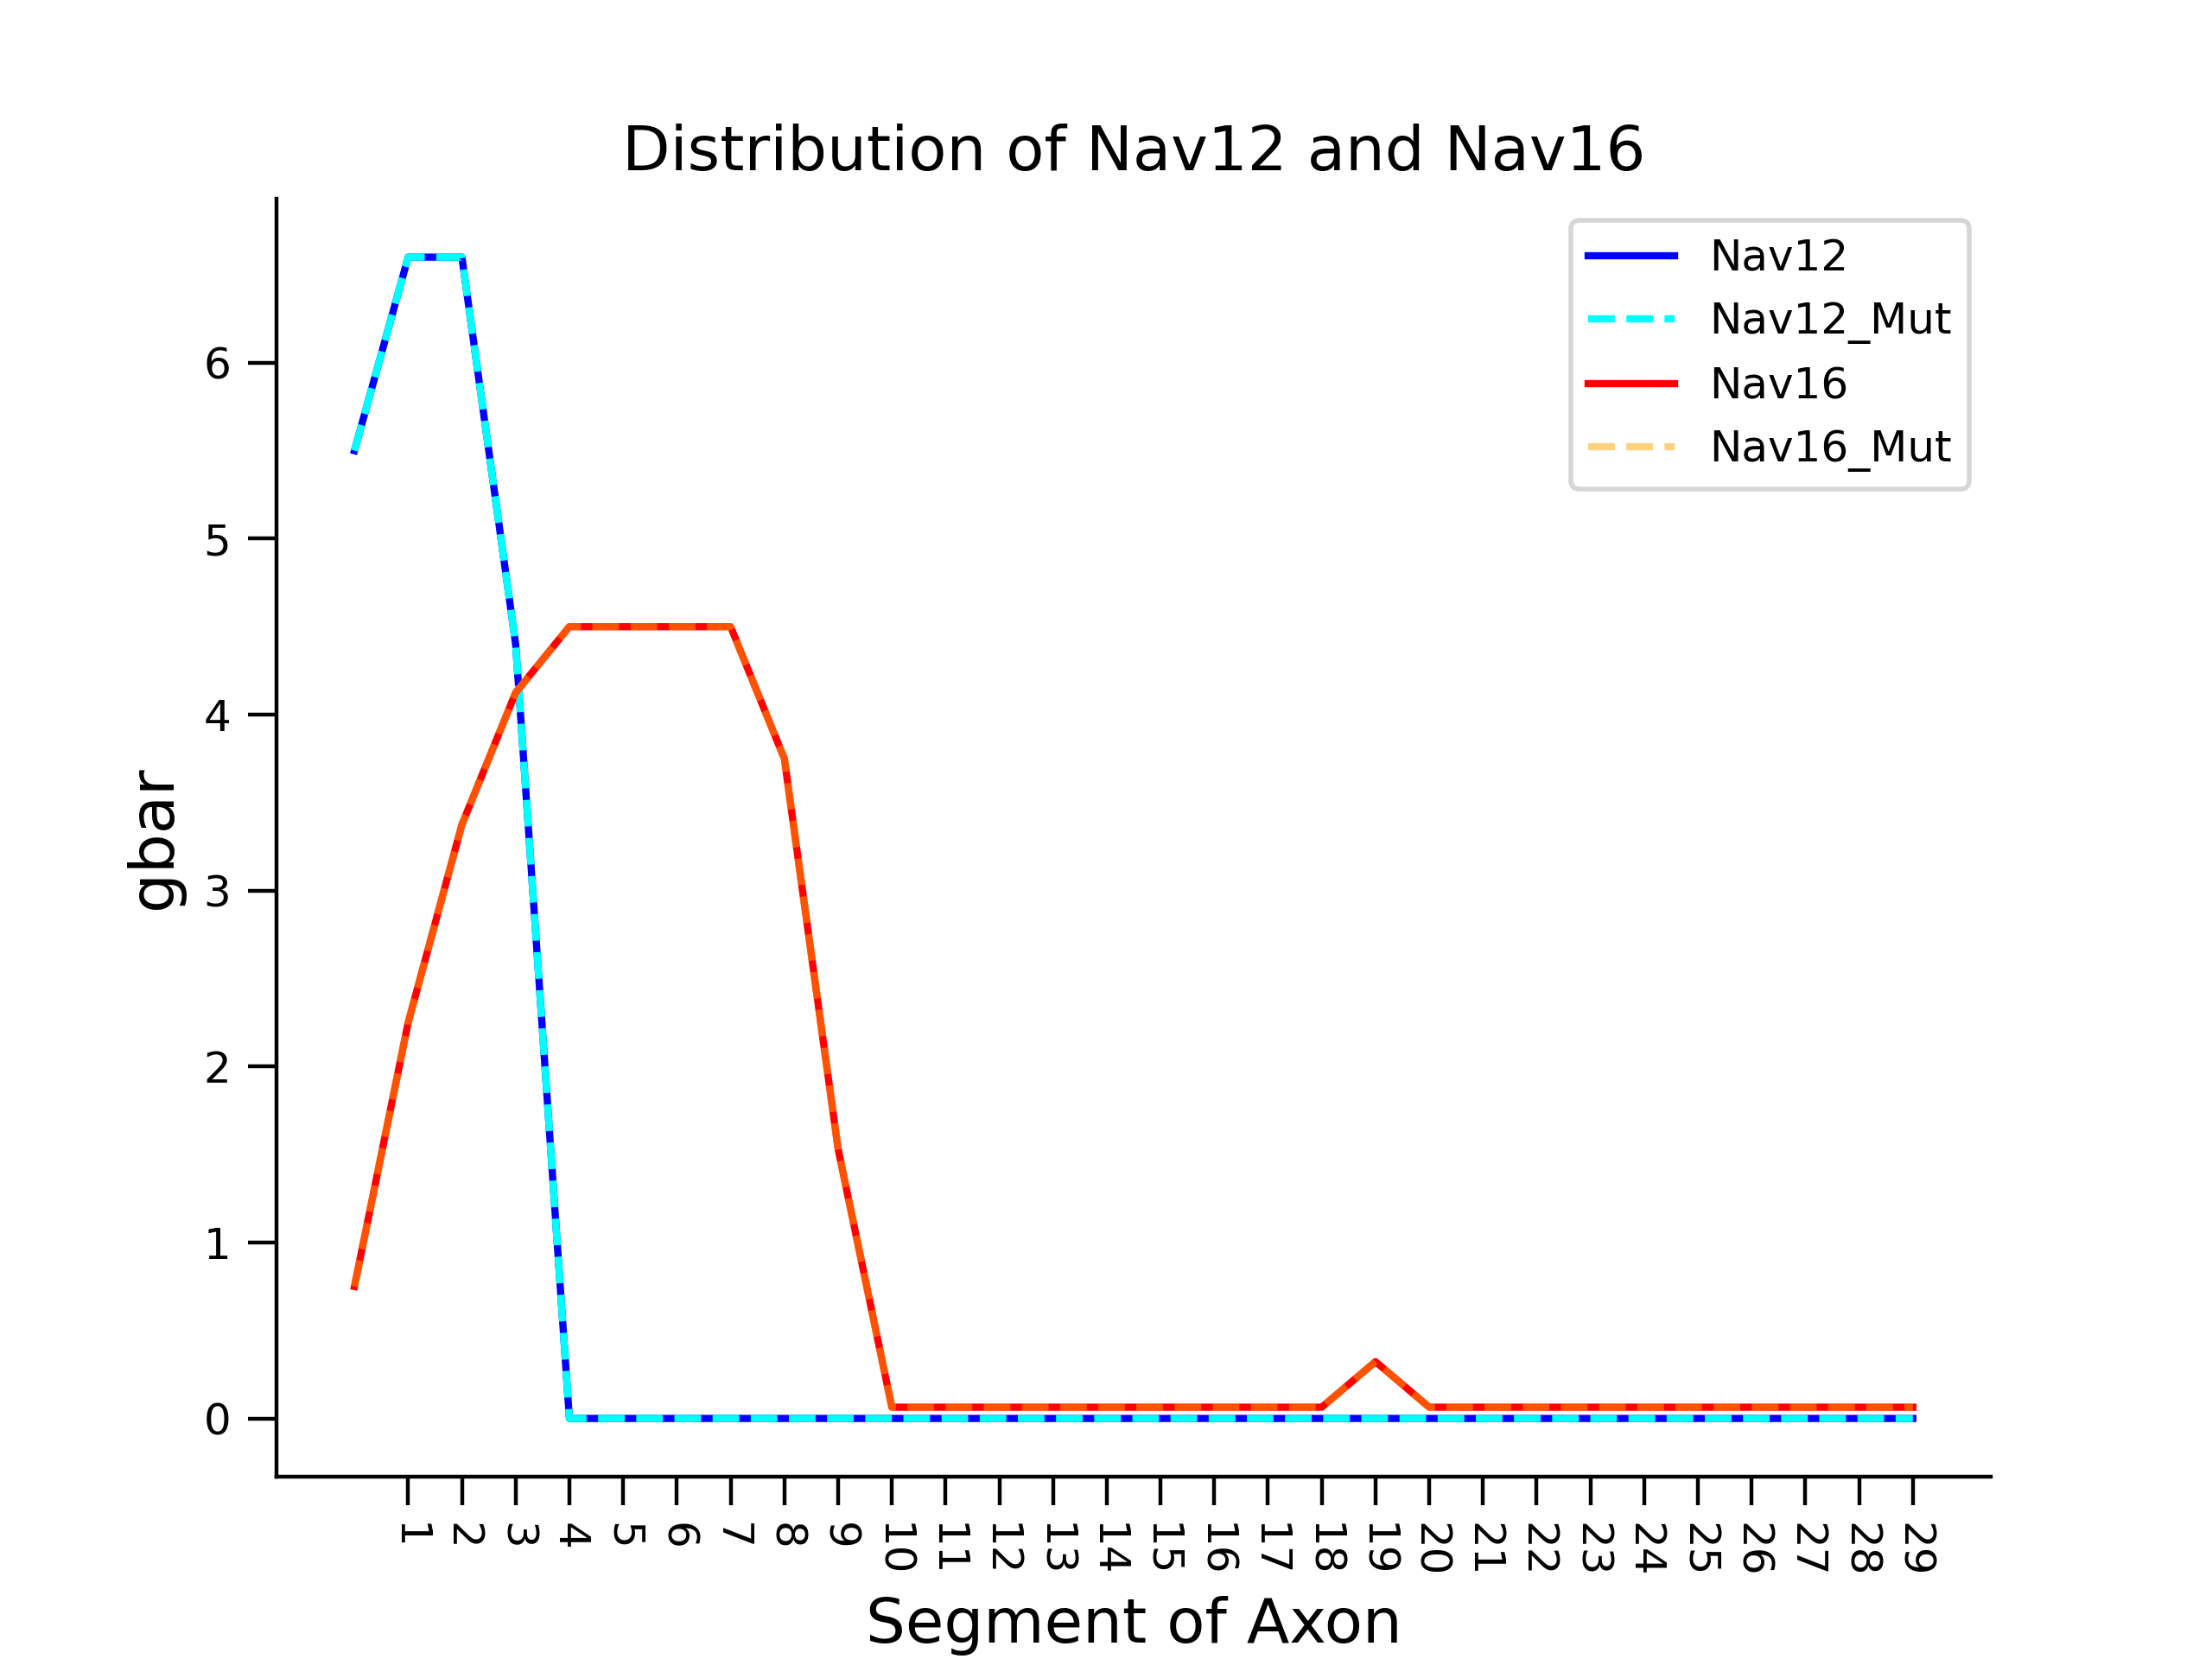 Distribution of Nav12 and Nav16
Nav12
Nav12_Mut
Nav16
Nav16_Mut
6
5
4
3
2
1
0
gbar
1 2 3 4 5 6 7 8 9 10 11 12 13 14 15 16 17 18 19 20 21 22 23 24 25 26 27 28 29
Segment of Axon